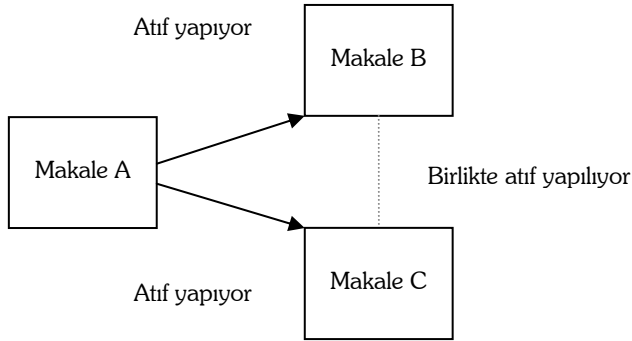 Atıf yapıyor
Makale B
Makale A
Birlikte atıf yapılıyor
Makale C
Atıf yapıyor